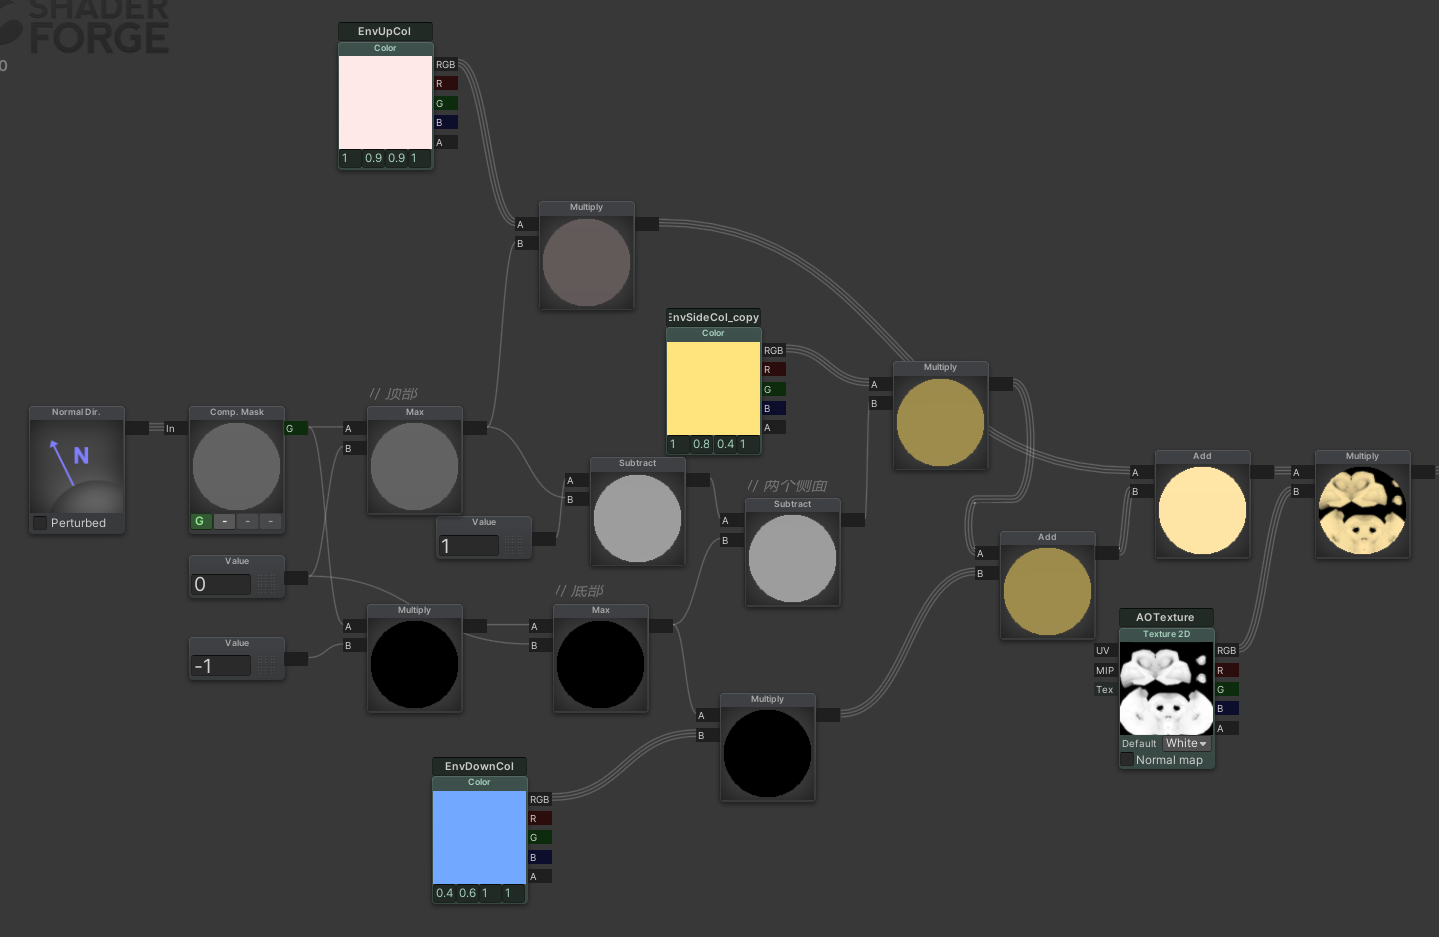 SHADER
FORGE
0
EnvUpCol
Color
RGB
R
G
B
A
1 0.9 0.9 1
Multiply
A
B
EnvSideCol_copy
Color
RGB
R
G
B
A
1 0.8 0.4 1
Multiply
A
B
// 顶部
Normal Dir.
N
Perturbed
Comp. Mask
In
G
G - - -
Max
A
B
Value
1
Subtract
A
B
// 两个侧面
Subtract
A
B
Add
A
B
Multiply
A
B
Value
0
Value
-1
Multiply
A
B
// 底部
Max
A
B
Add
A
B
Multiply
A
B
AOTexture
Texture 2D
UV
MIP
Tex
RGB
R
G
B
A
Default White
Normal map
EnvDownCol
Color
RGB
R
G
B
A
0.4 0.6 1 1